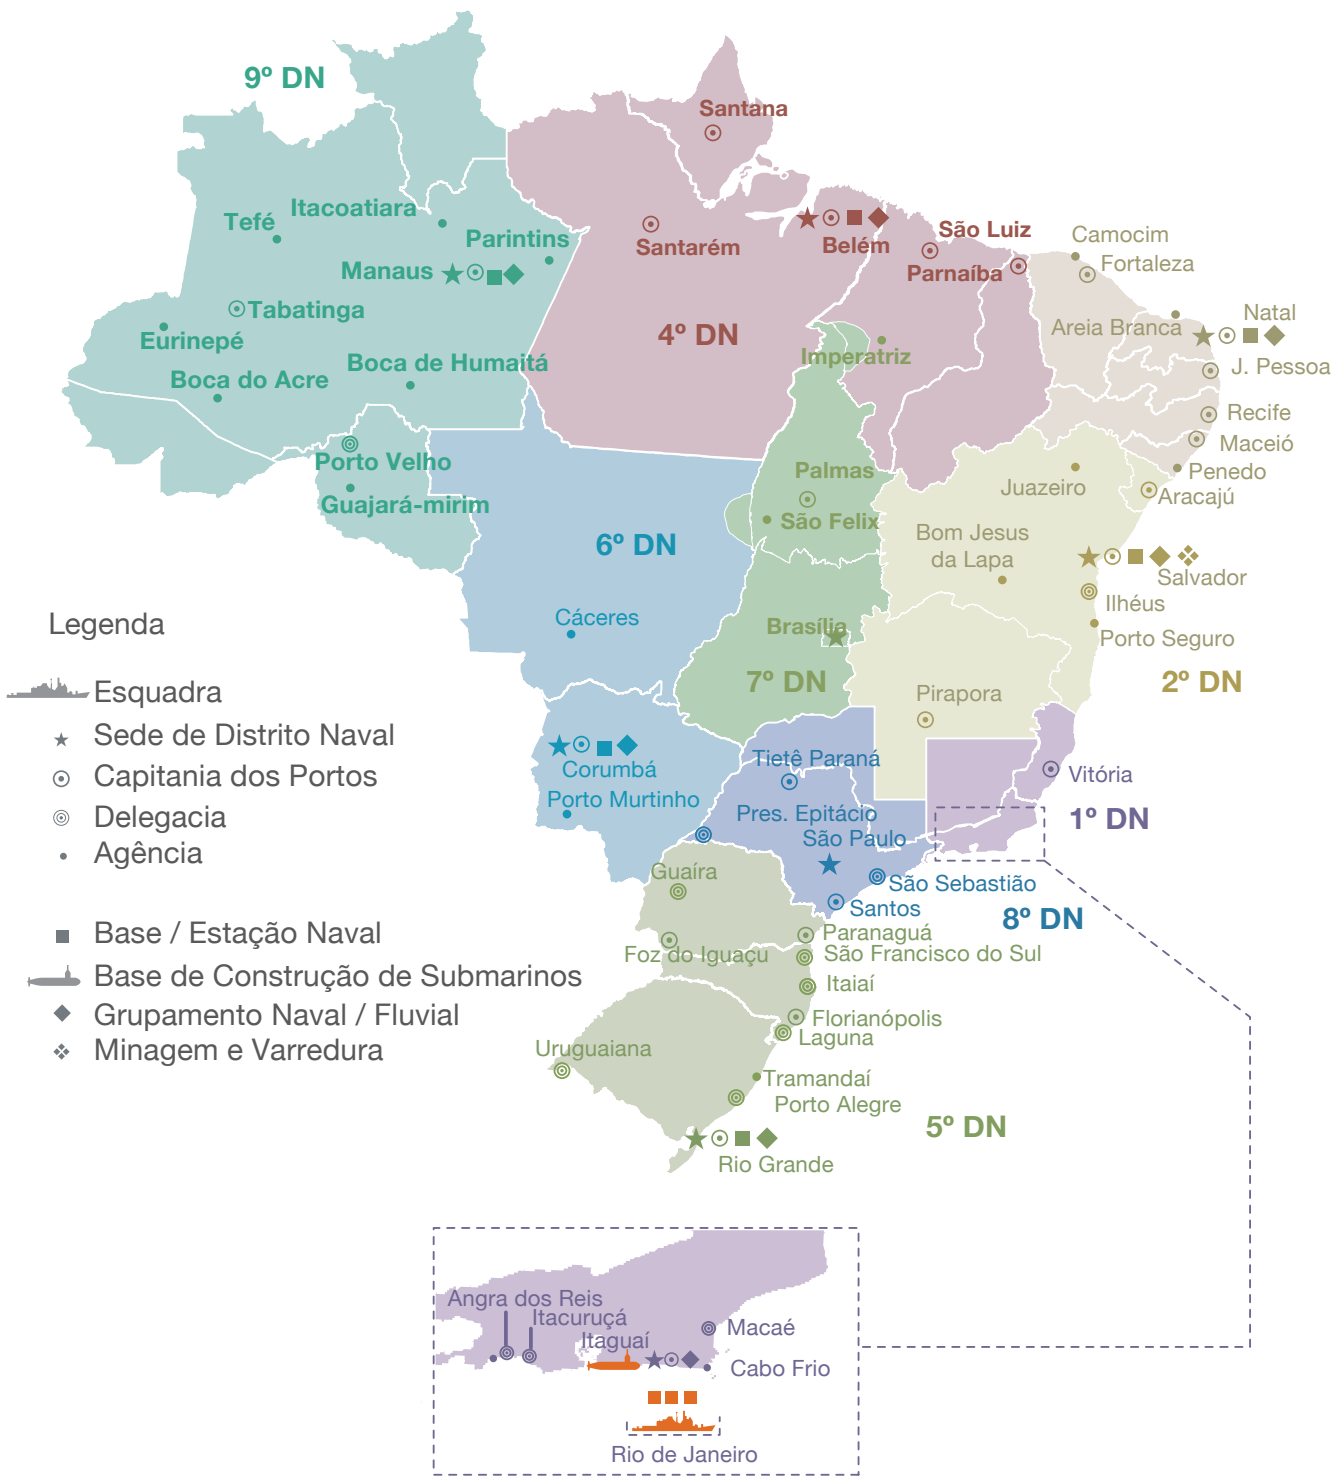 9º DN
Santana
Itacoatiara
Tefé
Parintins
Manaus
Tabatinga
Eurinepé
Boca de Humaitá
Boca do Acre
Porto Velho
Guajará-mirim
Santarém
Belém
São Luiz
Parnaíba
4º DN
Imperatriz
Camocim
Fortaleza
Areia Branca
Natal
J. Pessoa
Recife
Maceió
Penedo
Aracajú
Juazeiro
Palmas
São Felix
6º DN
Bom Jesus
da Lapa
Salvador
Ilhéus
Porto Seguro
Cáceres
Brasília
7º DN
2º DN
Pirapora
Corumbá
Porto Murtinho
Tietê Paraná
Vitória
1º DN
Pres. Epitácio
São Paulo
São Sebastião
Santos
8º DN
Guaíra
Foz do Iguaçu
Paranaguá
São Francisco do Sul
Itaiaí
Florianópolis
Laguna
Uruguaiana
Tramandaí
Porto Alegre
5º DN
Rio Grande
Legenda
Esquadra
Sede de Distrito Naval
Capitania dos Portos
Delegacia
Agência
Base / Estação Naval
Base de Construção de Submarinos
Grupamento Naval / Fluvial
Minagem e Varredura
Angra dos Reis
Itacuruçá
Itaguaí
Macaé
Cabo Frio
Rio de Janeiro